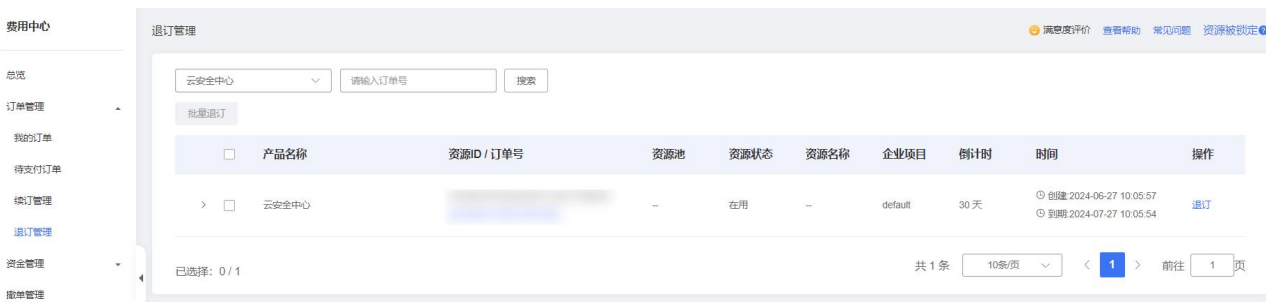 费用中心
退订管理
满意度评价 查看帮助 常见问题 资源被锁定
总览
订单管理
我的订单
待支付订单
续订管理
退订管理
资金管理
撤单管理
云安全中心 请输入订单号 搜索
批量退订
产品名称 资源ID / 订单号 资源池 资源状态 资源名称 企业项目 倒计时 时间 操作
云安全中心 -- 在用 -- default 30 天 创建:2024-06-27 10:05:57 退订
到期:2024-07-27 10:05:54
已选择：0 / 1
共 1 条 10条/页 1 前往 1 页